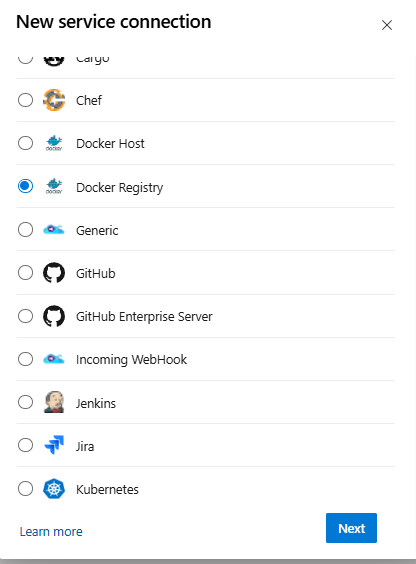 New service connection
Cargo
Chef
Docker Host
Docker Registry
Generic
GitHub
GitHub Enterprise Server
Incoming WebHook
Jenkins
Jira
Kubernetes
Learn more
Next